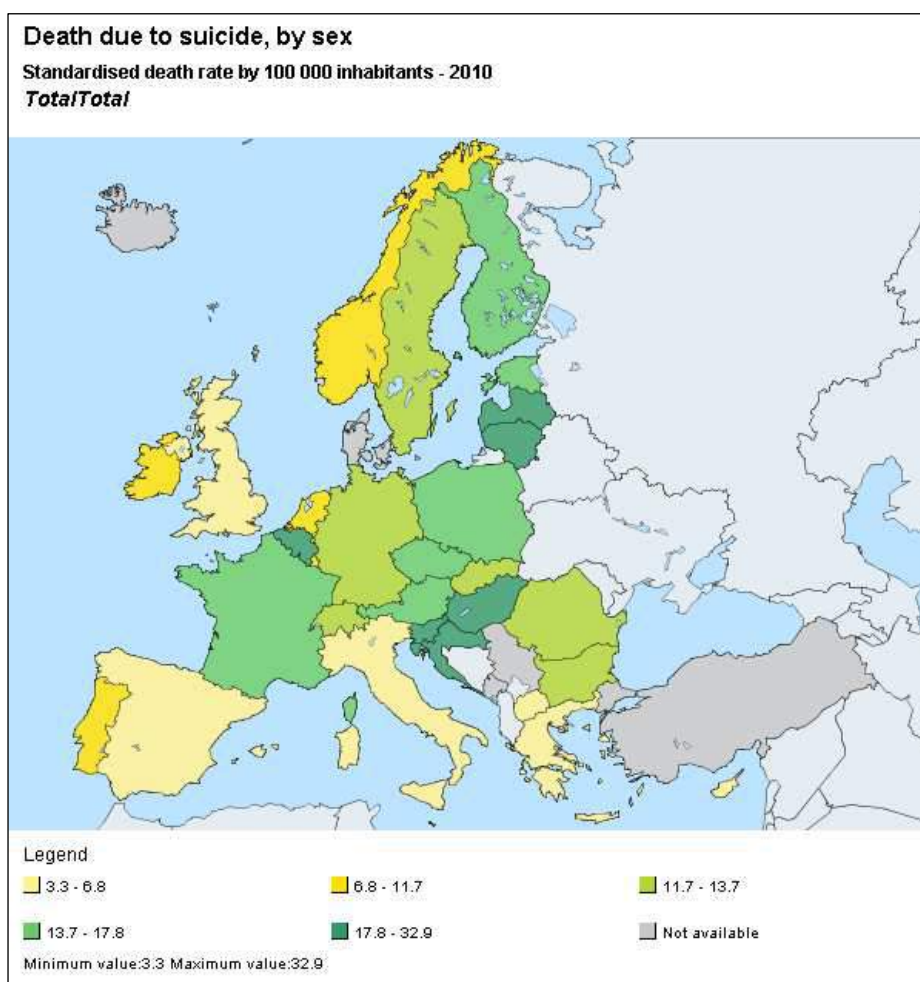 Death due to suicide, by sex
Standardised death rate by 100 000 inhabitants - 2010
TotalTotal
Legend
3.3 - 6.8
6.8 - 11.7
11.7 - 13.7
13.7 - 17.8
17.8 - 32.9
Not available
Minimum value:3.3 Maximum value:32.9